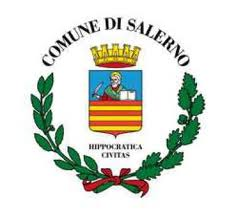 COMUNE DI SALERNO
HIPPOCRATICA
CIVITAS